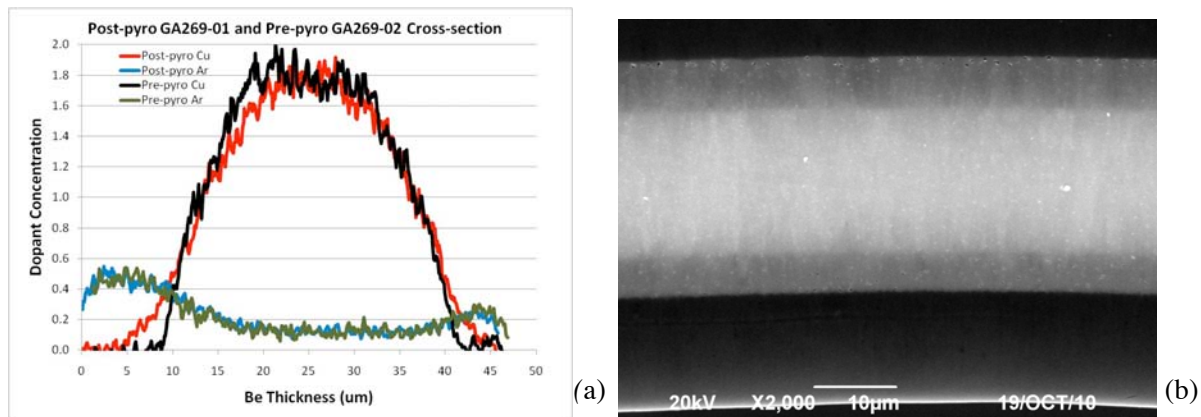 Post-pyro GA269-01 and Pre-pyro GA269-02 Cross-section
Dopant Concentration
2.0
1.8
1.6
1.4
1.2
1.0
0.8
0.6
0.4
0.2
0.0
Post-pyro Cu
Post-pyro Ar
Pre-pyro Cu
Pre-pyro Ar
0 5 10 15 20 25 30 35 40 45 50
Be Thickness (um)
(a)
20kV X2,000 10µm 19/OCT/10
(b)